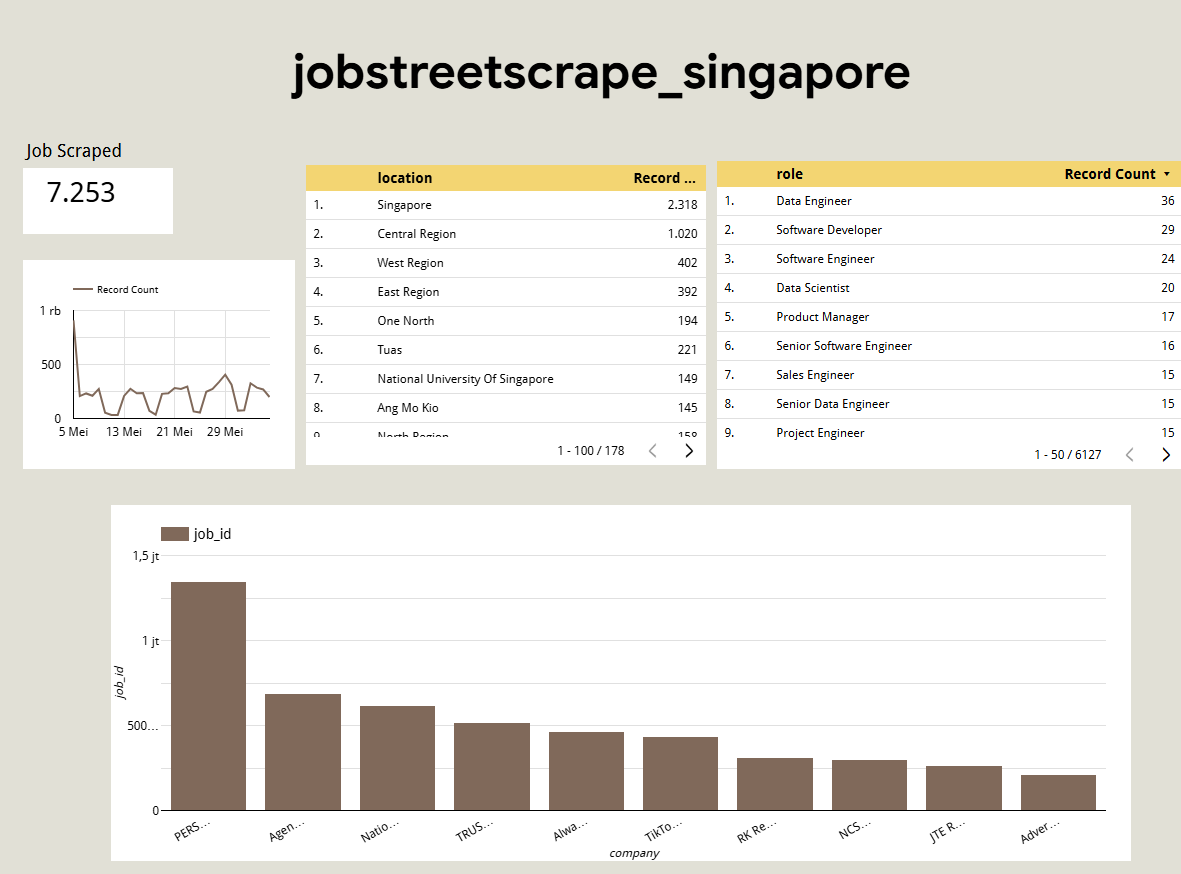 jobstreetscrape_singapore
Job Scraped
7.253
Record Count
1 rb
500
0
5 Mei 13 Mei 21 Mei 29 Mei
location Record ...
1. Singapore 2.318
2. Central Region 1.020
3. West Region 402
4. East Region 392
5. One North 194
6. Tuas 221
7. National University Of Singapore 149
8. Ang Mo Kio 145
9. North Region 158
1 - 100 / 178
role Record Count
1. Data Engineer 36
2. Software Developer 29
3. Software Engineer 24
4. Data Scientist 20
5. Product Manager 17
6. Senior Software Engineer 16
7. Sales Engineer 15
8. Senior Data Engineer 15
9. Project Engineer 15
1 - 50 / 6127
job_id
1,5 jt
1 jt
500...
0
job_id
PERS... Agen... Natio... TRUS... Alwa... TikTo... RK Re... NCS... JTE R... Adver...
company